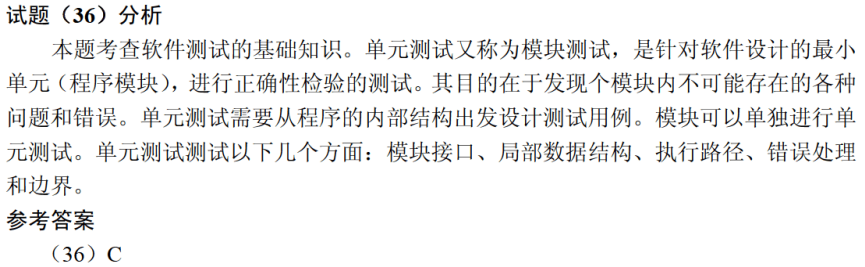 试题（36）分析
本题考查软件测试的基础知识。单元测试又称为模块测试，是针对软件设计的最小
单元（程序模块），进行正确性检验的测试。其目的在于发现个模块内不可能存在的各种
问题和错误。单元测试需要从程序的内部结构出发设计测试用例。模块可以单独进行单
元测试。单元测试测试以下几个方面：模块接口、局部数据结构、执行路径、错误处理
和边界。
参考答案
（36）C